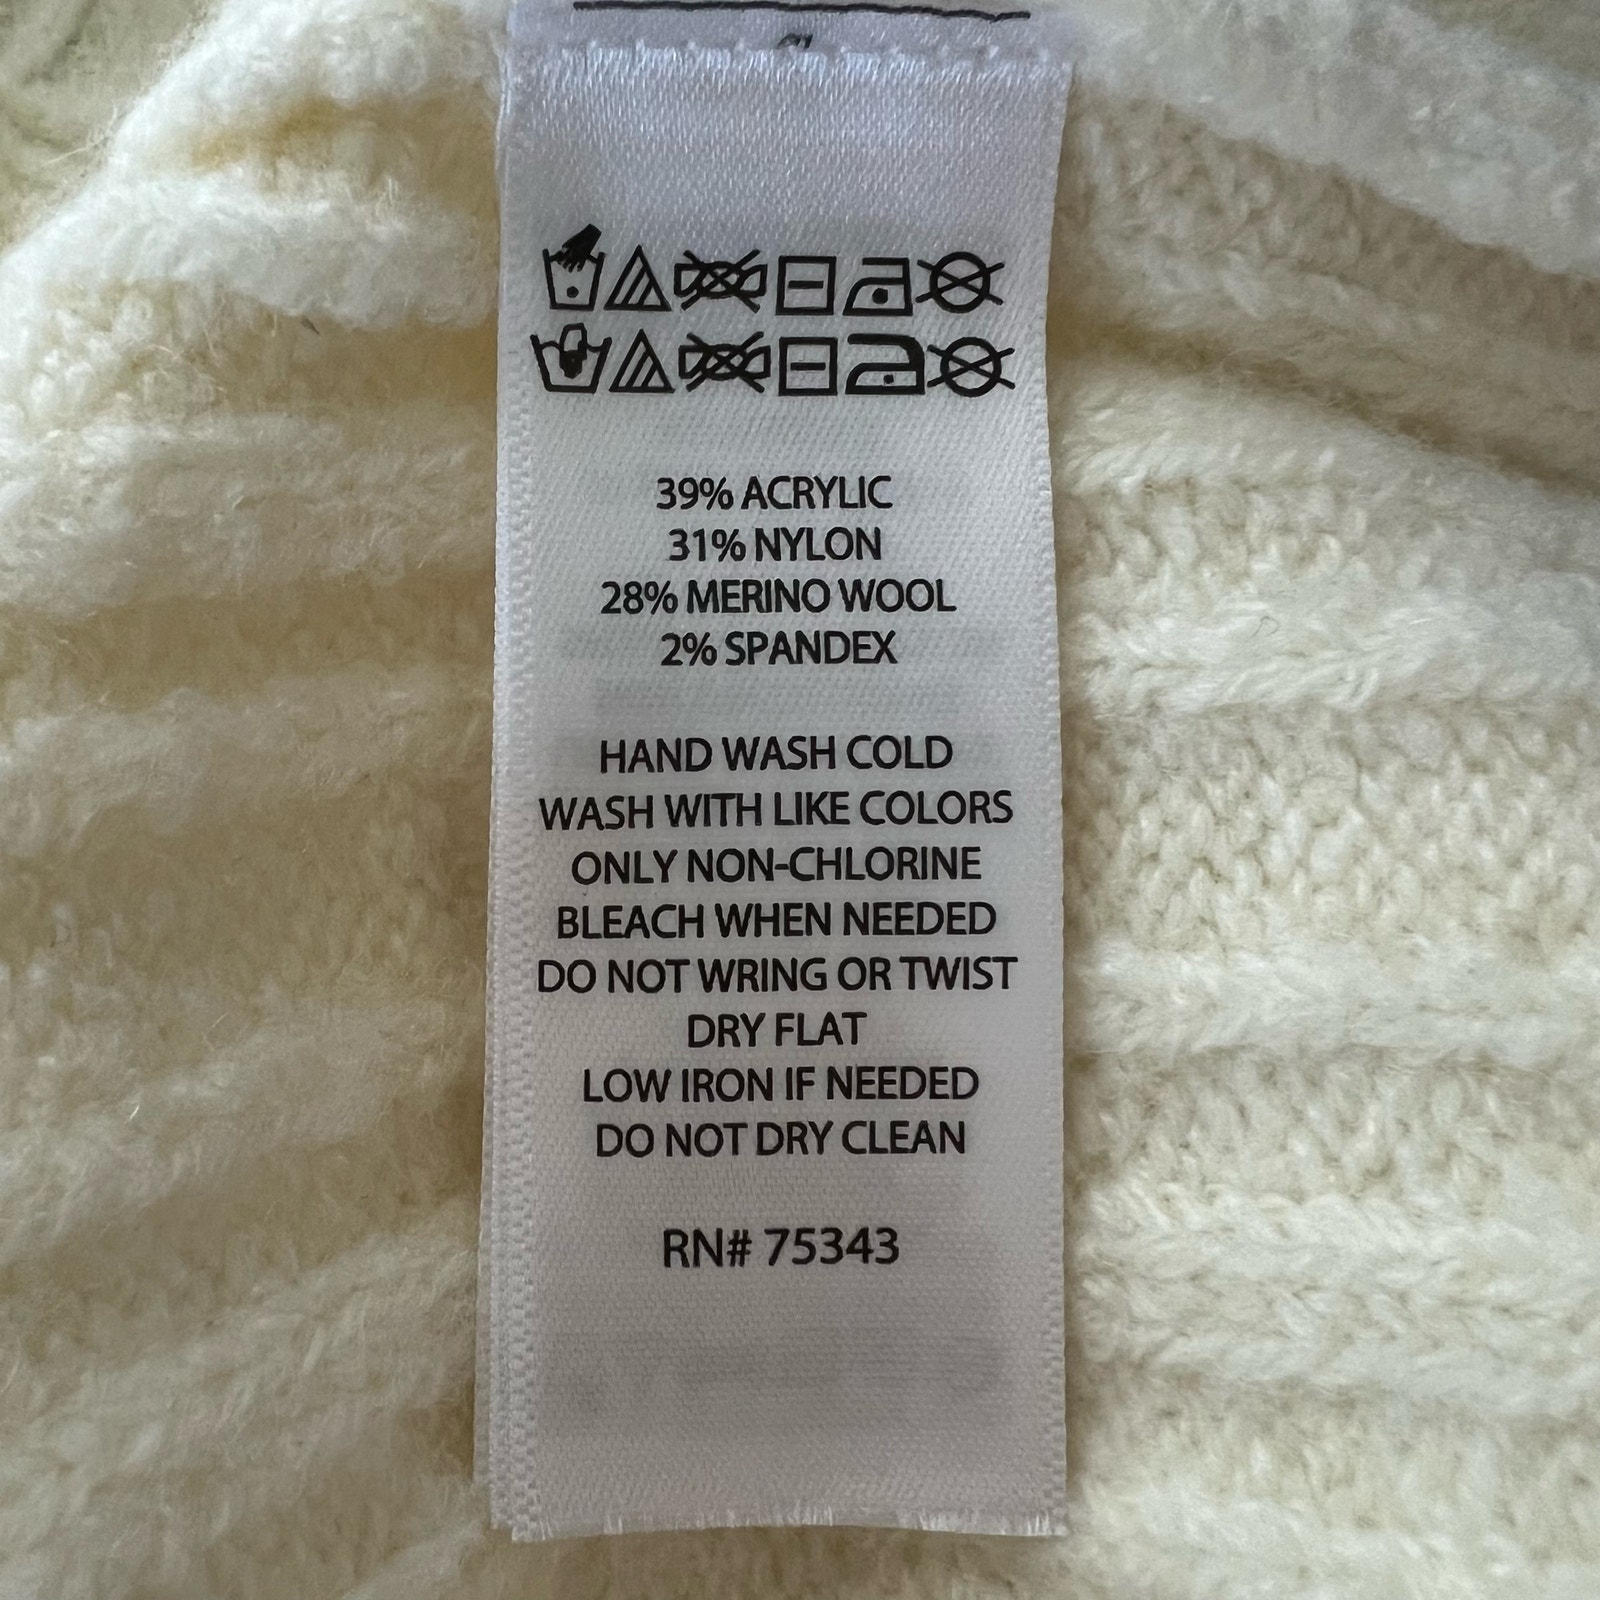 39% ACRYLIC
31% NYLON
28% MERINO WOOL
2% SPANDEX
HAND WASH COLD
WASH WITH LIKE COLORS
ONLY NON-CHLORINE
BLEACH WHEN NEEDED
DO NOT WRING OR TWIST
DRY FLAT
LOW IRON IF NEEDED
DO NOT DRY CLEAN
RN# 75343